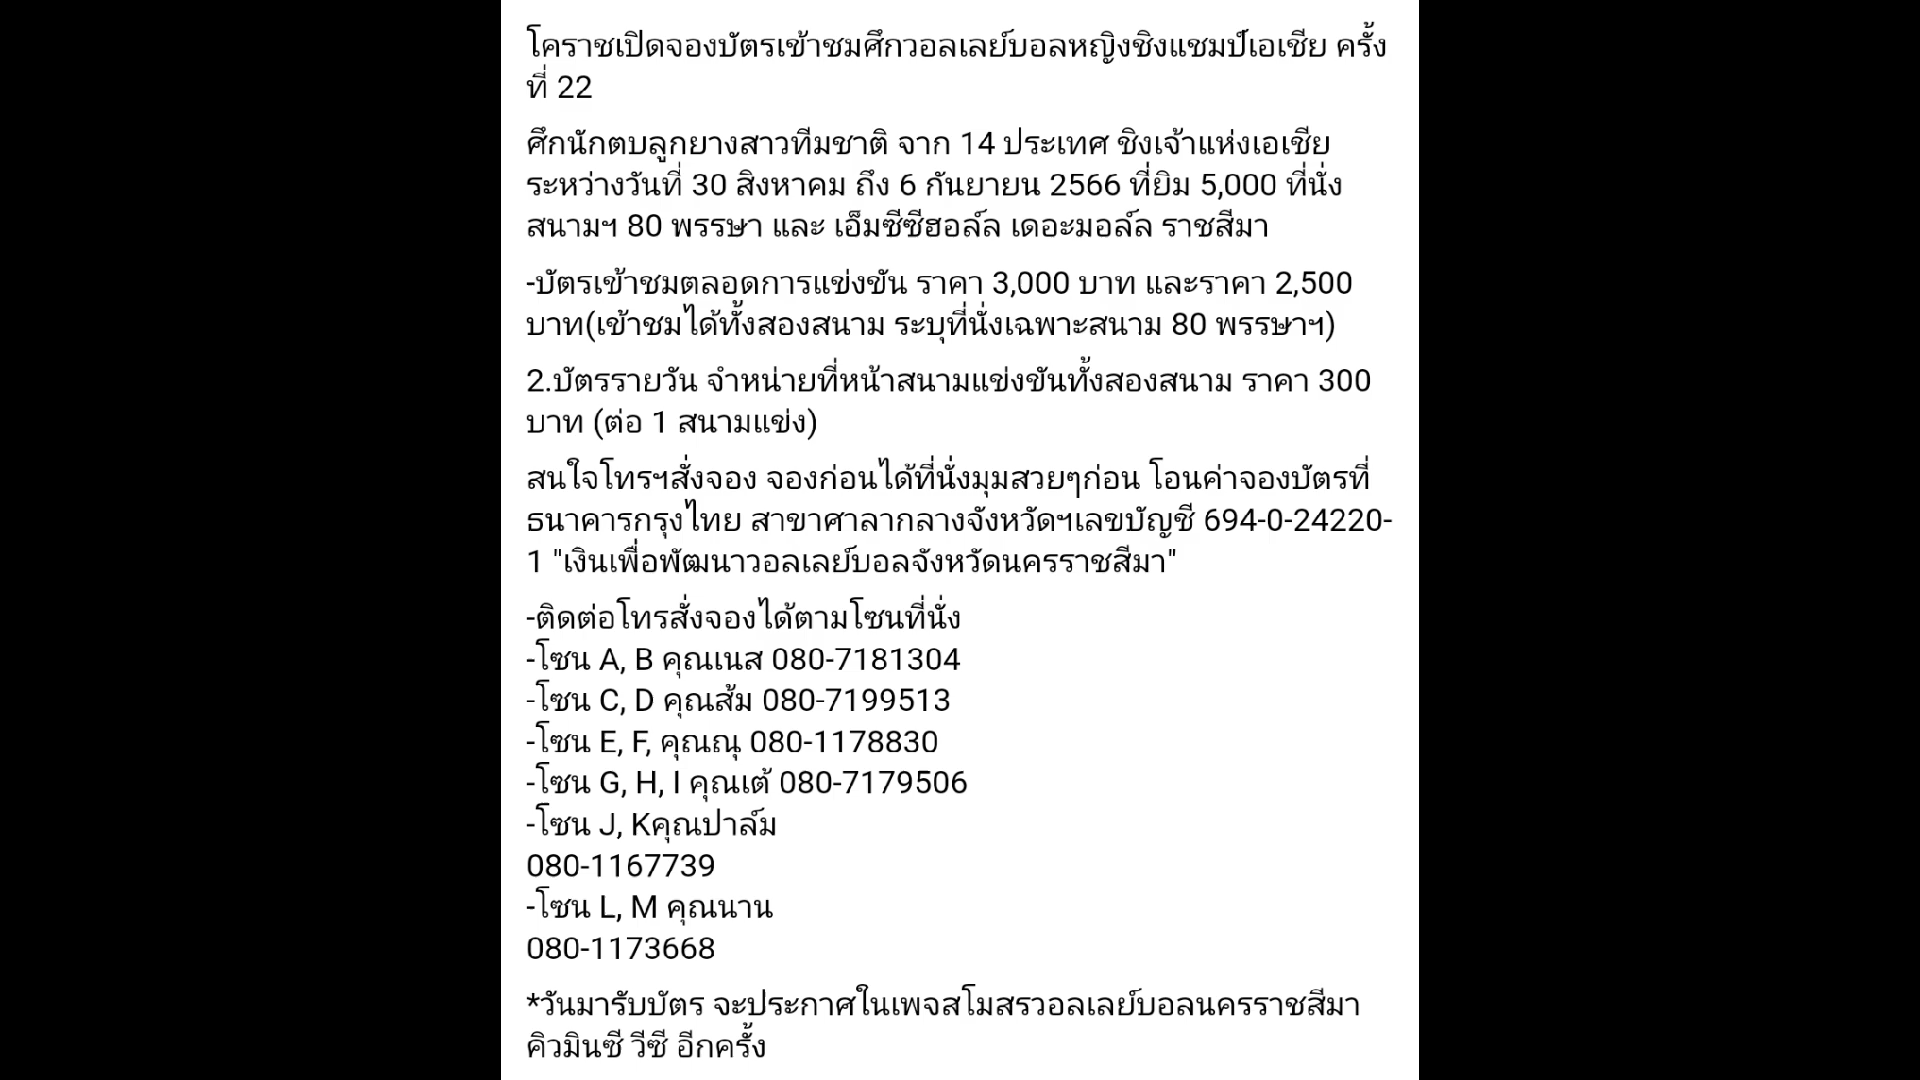 โคราชเปิดจองบัตรเข้าชมศึกวอลเลย์บอลหญิงชิงแชมป์เอเชีย ครั้ง
ที่ 22
ศึกนักตบลูกยางสาวทีมชาติ จาก 14 ประเทศ ชิงเจ้าแห่งเอเชีย
ระหว่างวันที่ 30 สิงหาคม ถึง 6 กันยายน 2566 ที่ยิม 5,000 ที่นั่ง
สนามฯ 80 พรรษา และ เอ็มซีซีฮอล์ล เดอะมอล์ล ราชสีมา
-บัตรเข้าชมตลอดการแข่งขัน ราคา 3,000 บาท และราคา 2,500
บาท(เข้าชมได้ทั้งสองสนาม ระบุที่นั่งเฉพาะสนาม 80 พรรษาฯ)
2.บัตรรายวัน จำหน่ายที่หน้าสนามแข่งขันทั้งสองสนาม ราคา 300
บาท (ต่อ 1 สนามแข่ง)
สนใจโทรฯสั่งจอง จองก่อนได้ที่นั่งมุมสวยๆก่อน โอนค่าจองบัตรที่
ธนาคารกรุงไทย สาขาศาลากลางจังหวัดฯเลขบัญชี 694-0-24220-
1 "เงินเพื่อพัฒนาวอลเลย์บอลจังหวัดนครราชสีมา"
-ติดต่อโทรสั่งจองได้ตามโซนที่นั่ง
-โซน A, B คุณเนส 080-7181304
-โซน C, D คุณส้ม 080-7199513
-โซน E, F, คุณณุ 080-1178830
-โซน G, H, I คุณเต้ 080-7179506
-โซน J, Kคุณปาล์ม
080-1167739
-โซน L, M คุณนาน
080-1173668
*วันมารับบัตร จะประกาศในเพจสโมสรวอลเลย์บอลนครราชสีมา
คิวมินซี วีซี อีกครั้ง